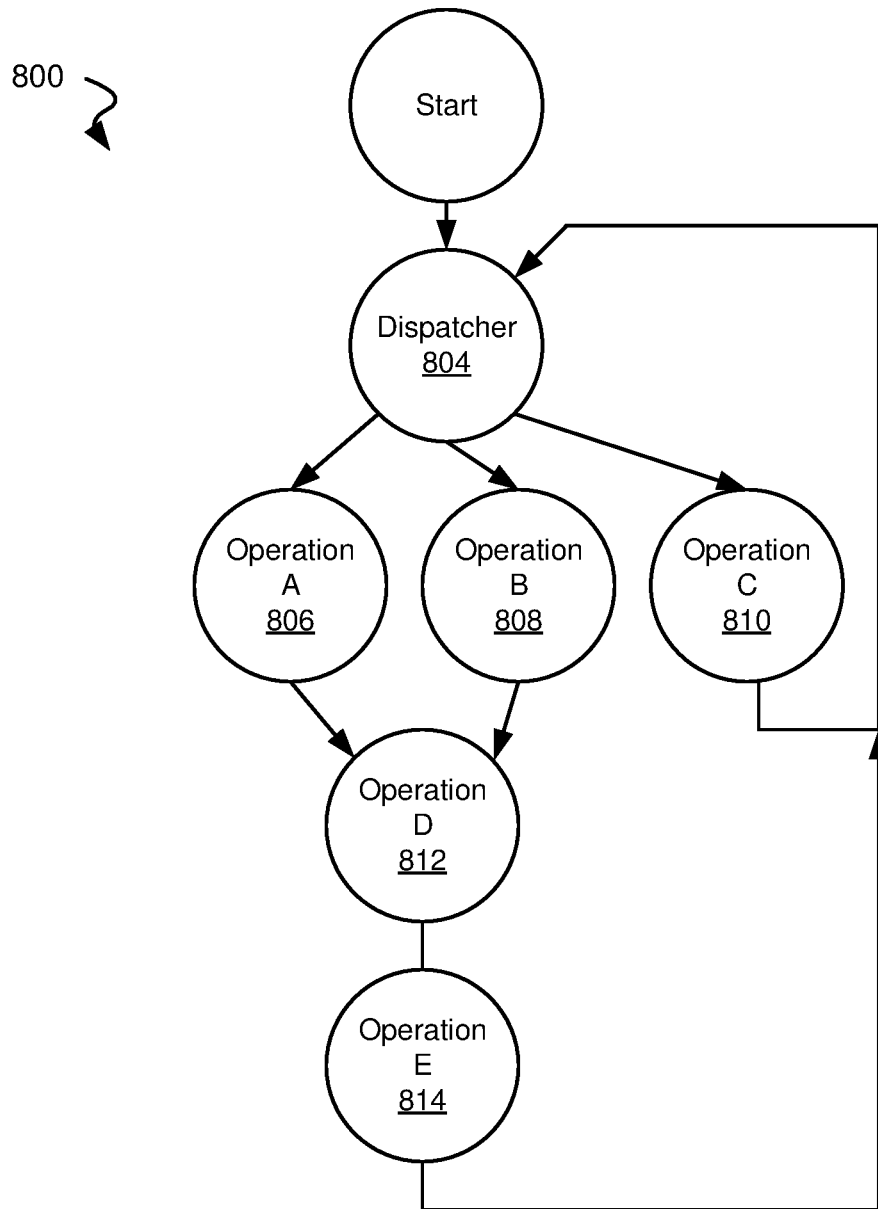 800
Start
Dispatcher
804
Operation
A
806
Operation
B
808
Operation
C
810
Operation
D
812
Operation
E
814